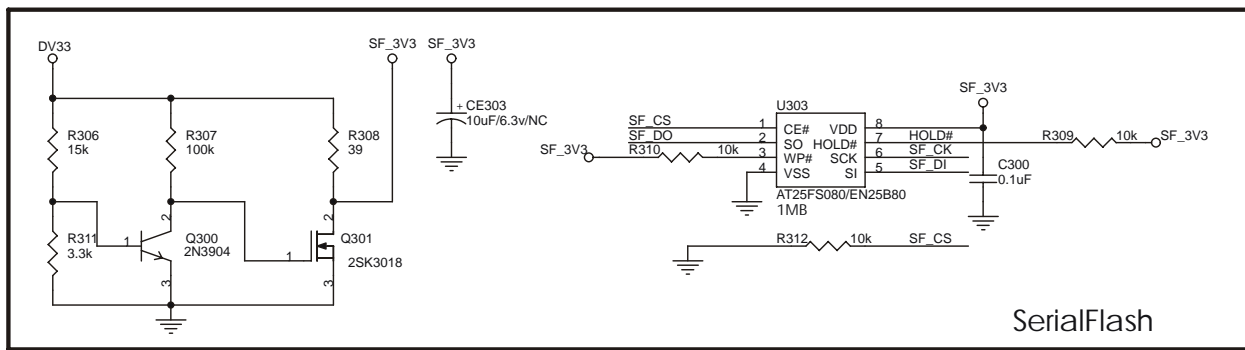 DV33
SF_3V3
SF_3V3
R306
15k
R307
100k
R308
39
+
CE303
10uF/6.3v/NC
R311
3.3k
1
2
3
Q300
2N3904
1
2
3
Q301
2SK3018
SF_3V3
U303
SF_CS
1
CE#
VDD
8
SF_DO
2
SO
HOLD#
7
HOLD#
R309
10k
SF_3V3
SF_3V3
R310
10k
3
WP#
SCK
6
SF_CK
4
VSS
SI
5
SF_DI
C300
0.1uF
AT25FS080/EN25B80
1MB
R312
10k
SF_CS
SerialFlash